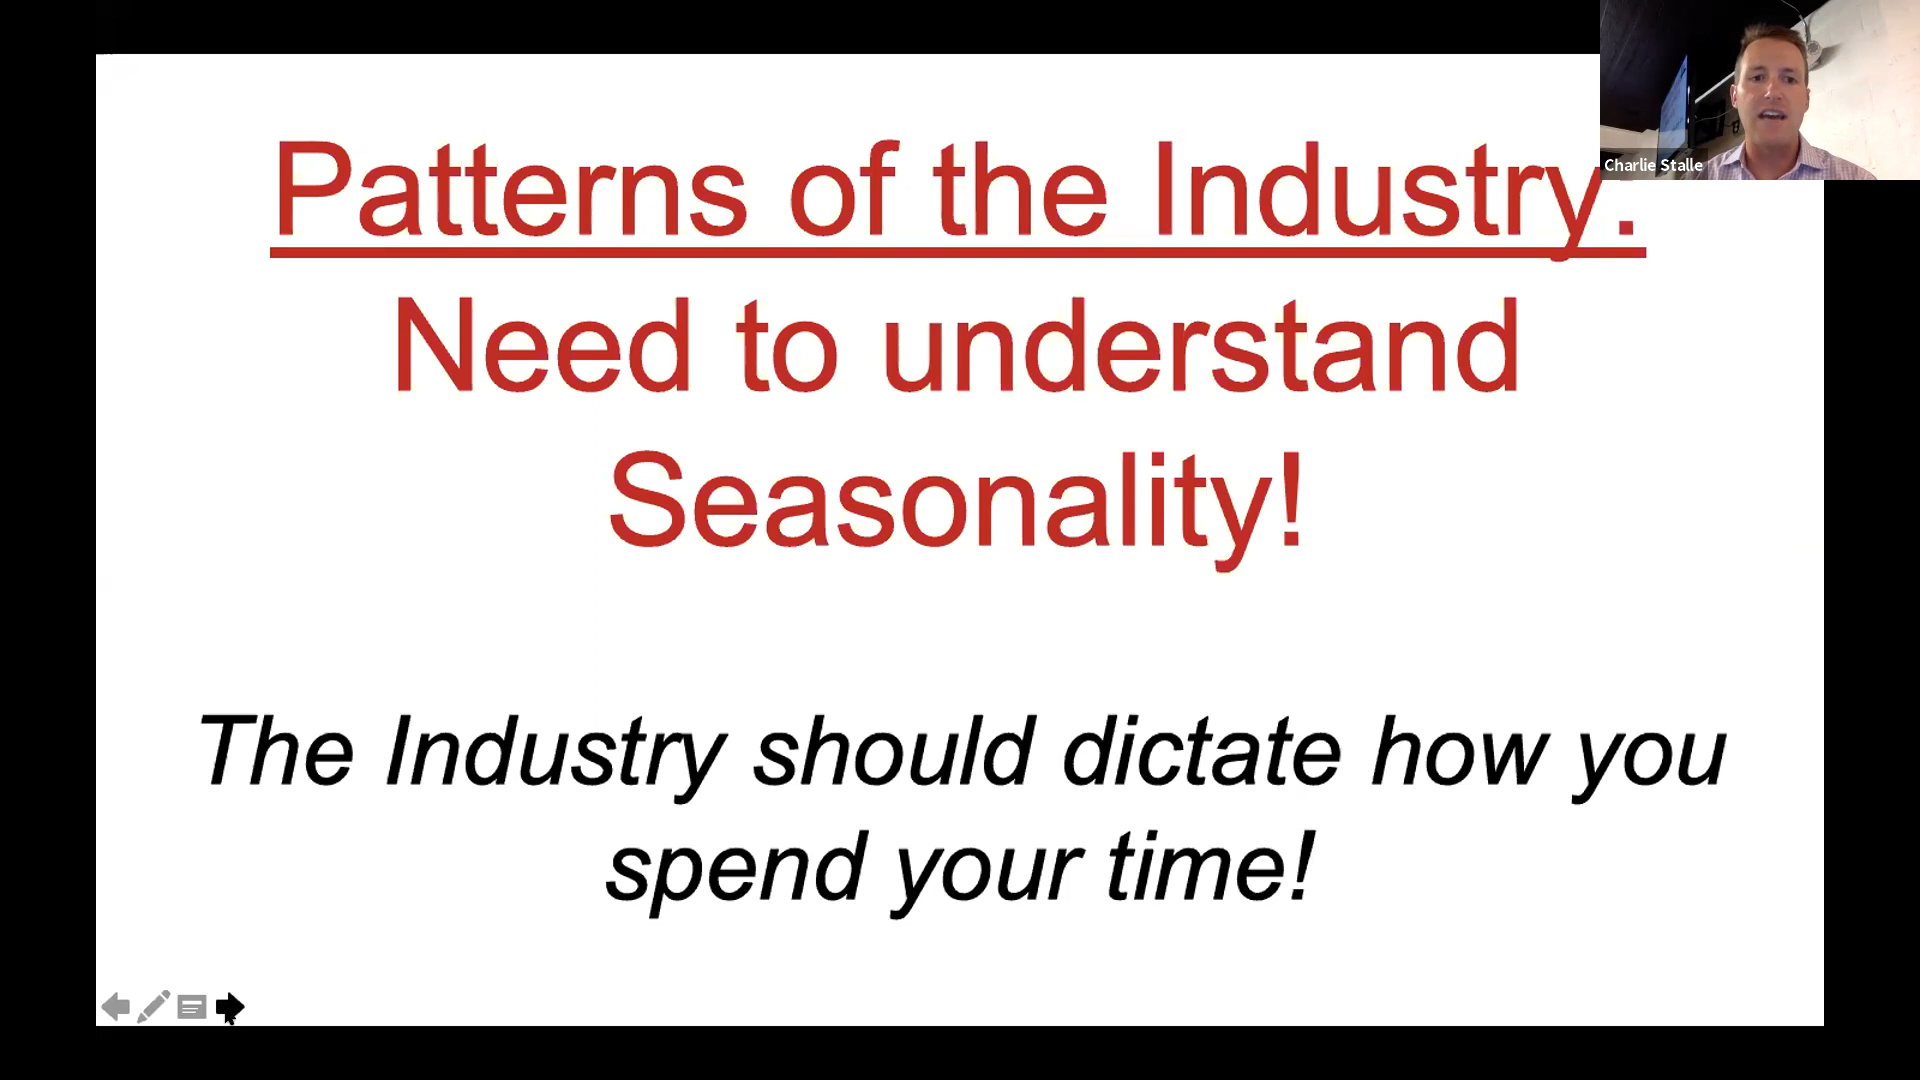 Patterns of the Industry:
Need to understand
Seasonality!
The Industry should dictate how you
spend your time!
Charlie Stalle